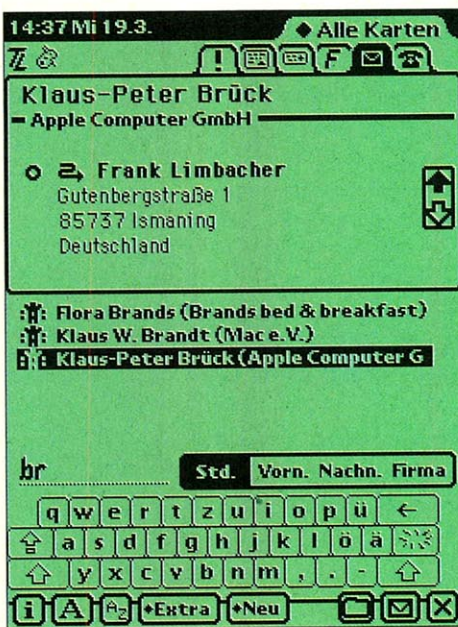 14:37 Mi 19.3. Alle Karten
F
Klaus-Peter Brück
Apple Computer GmbH
Frank Limbacher
Gutenbergstraße 1
85737 Ismaning
Deutschland
Flora Brands (Brands bed & breakfast)
Klaus W. Brandt (Mac e.V.)
Klaus-Peter Brück (Apple Computer G
br Std. Vorn. Nachn. Firma
q w e r t z u i o p ü ←
a s d f g h j k l ö ä
y x c v b n m , . -
i A AZ Extra Neu X